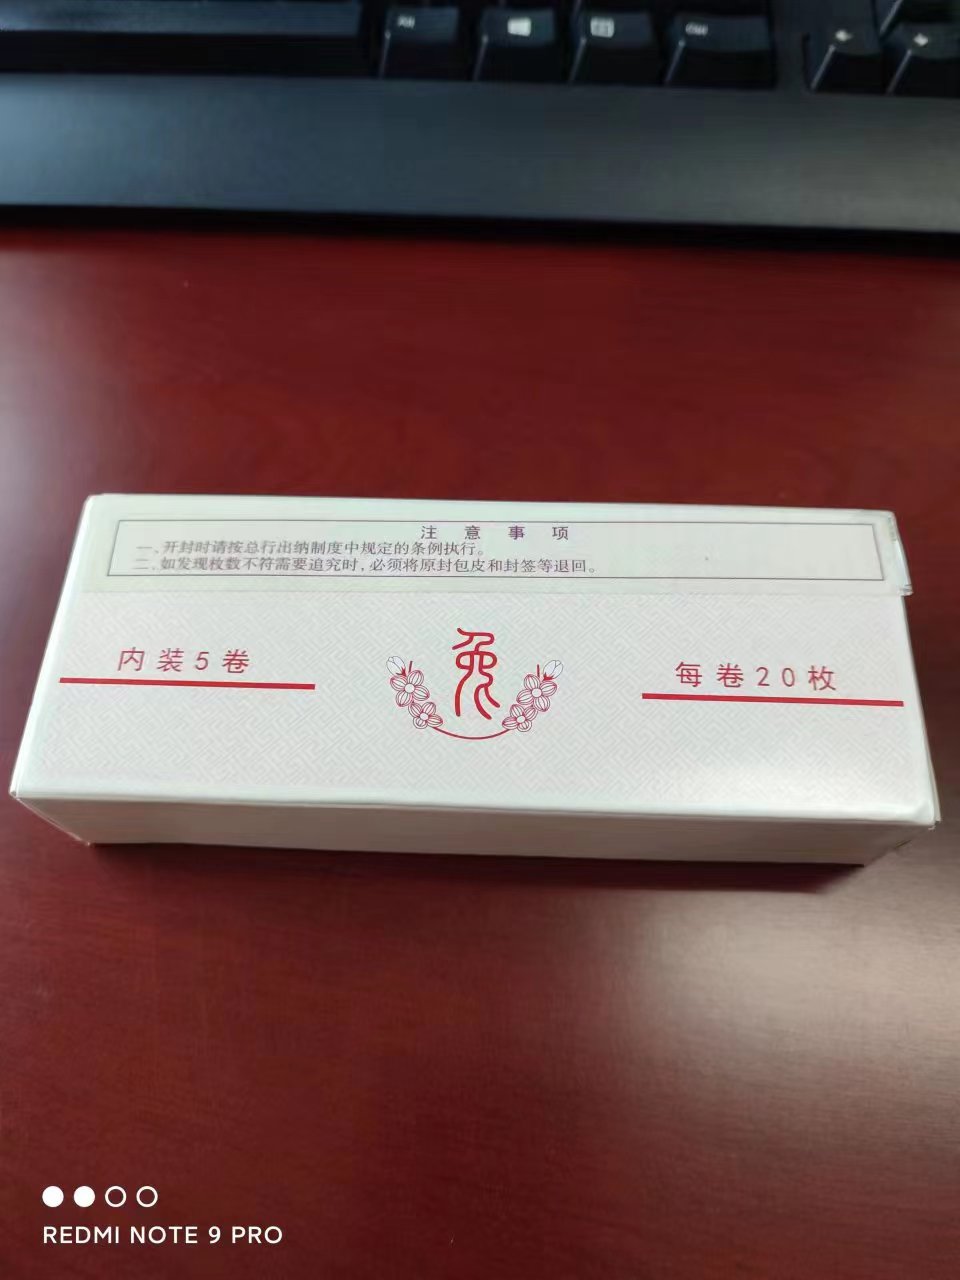 Alt
Ctrl
注意事项
一、开封时请按总行出纳制度中规定的条例执行。
二、如发现枚数不符需要追究时，必须将原封包皮和封签等退回。
内装5卷
兔
每卷20枚
REDMI NOTE 9 PRO